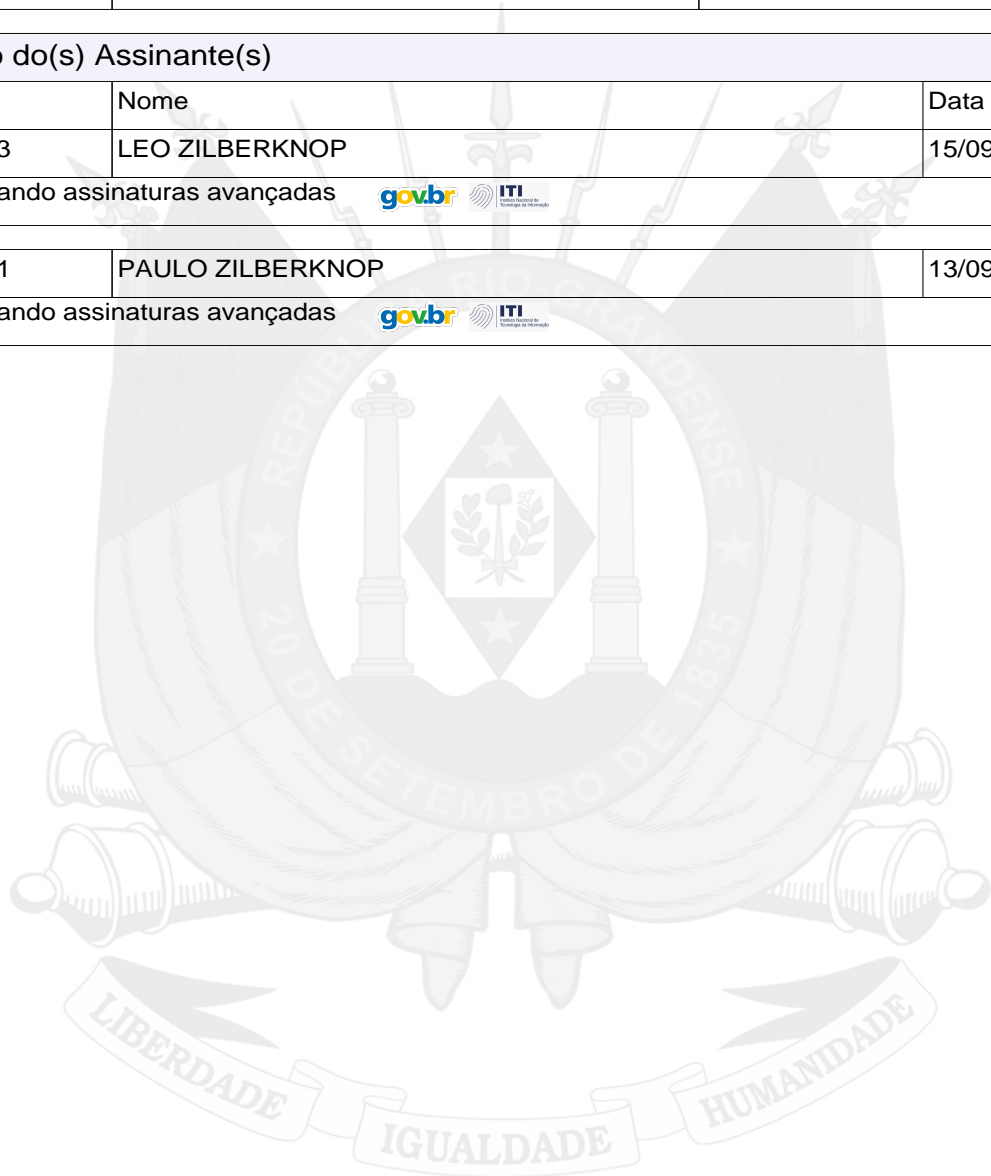 o do(s) Assinante(s)
Nome Data
3 LEO ZILBERKNOP 15/09
ando assinaturas avançadas gov.br ITI
1 PAULO ZILBERKNOP 13/09
ando assinaturas avançadas gov.br ITI
REPÚBLICA RIO-GRANDENSE
20 DE SETEMBRO DE 1835
LIBERDADE IGUALDADE HUMANIDADE